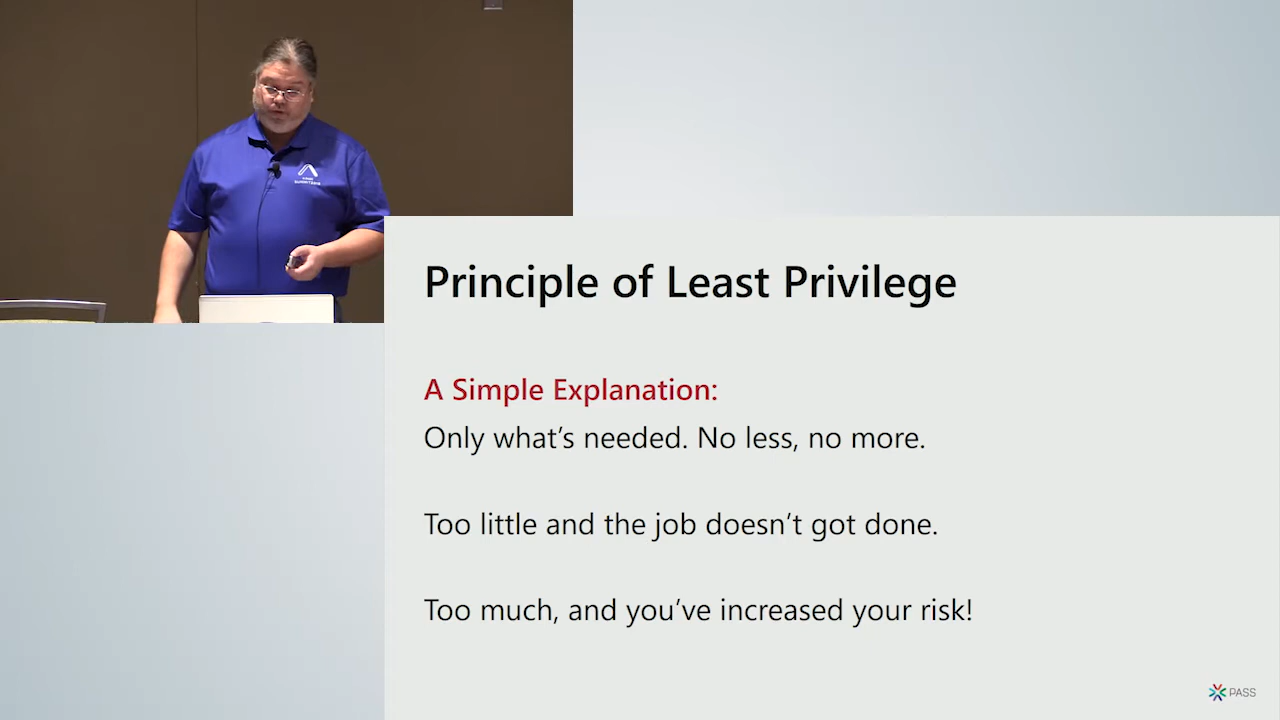 SUMMIT2019
Principle of Least Privilege
A Simple Explanation:
Only what's needed. No less, no more.
Too little and the job doesn't got done.
Too much, and you've increased your risk!
PASS